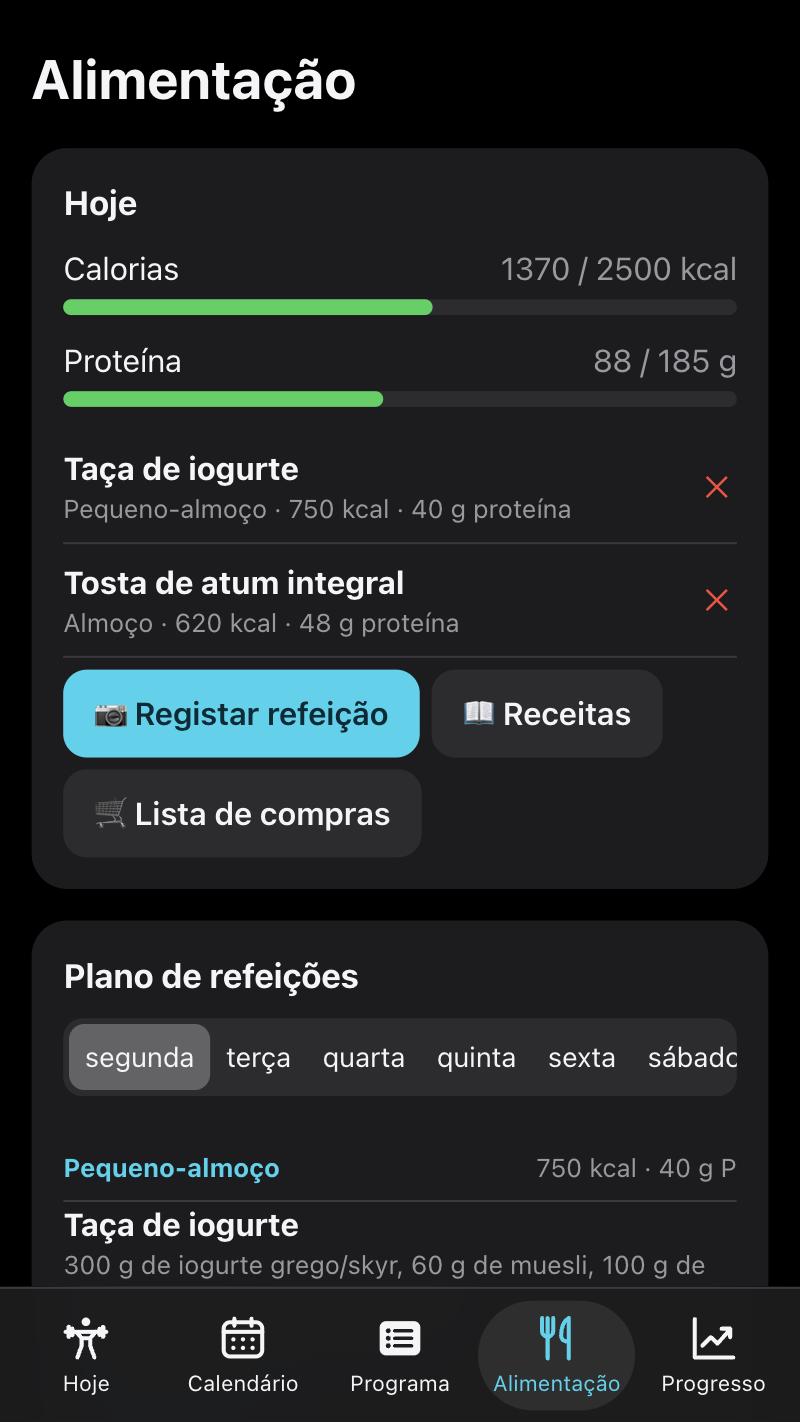 Alimentação
Hoje
Calorias 1370 / 2500 kcal
Proteína 88 / 185 g
Taça de iogurte
Pequeno-almoço · 750 kcal · 40 g proteína
Tosta de atum integral
Almoço · 620 kcal · 48 g proteína
Registar refeição Receitas
Lista de compras
Plano de refeições
segunda terça quarta quinta sexta sábado
Pequeno-almoço 750 kcal · 40 g P
Taça de iogurte
300 g de iogurte grego/skyr, 60 g de muesli, 100 g de
Hoje Calendário Programa Alimentação Progresso